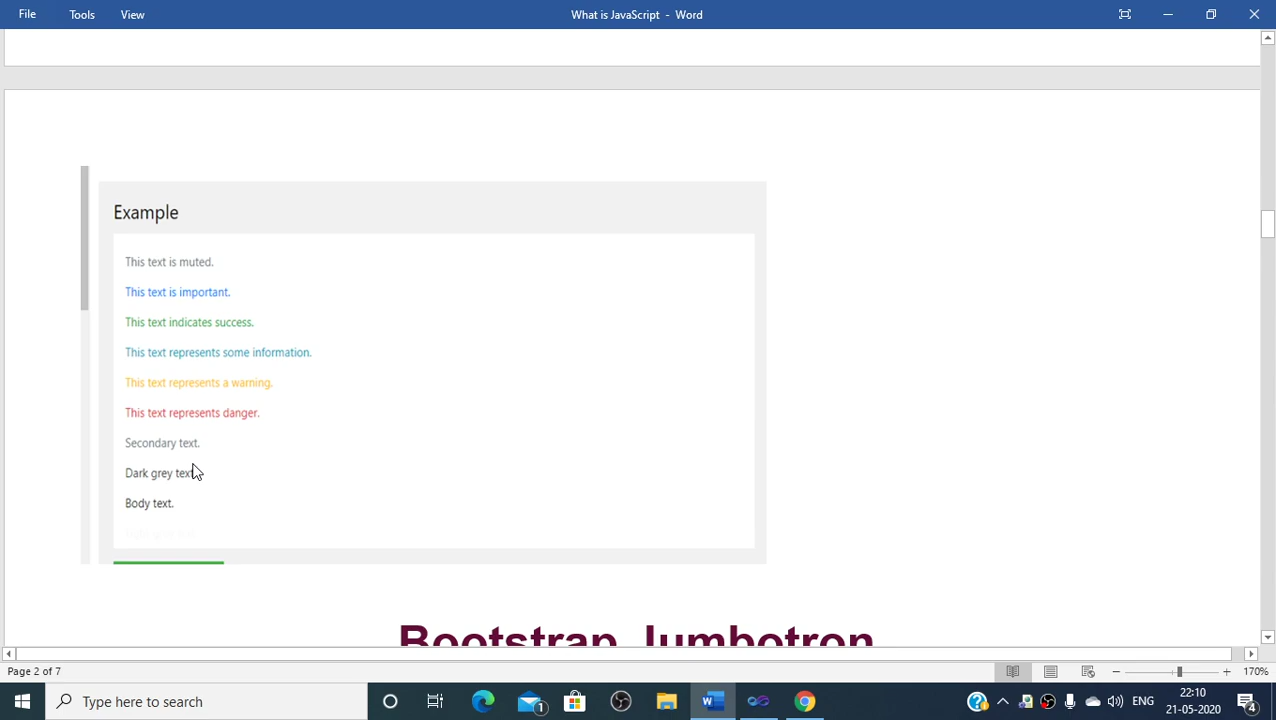 File Tools View What is JavaScript - Word
Example
This text is muted.
This text is important.
This text indicates success.
This text represents some information.
This text represents a warning.
This text represents danger.
Secondary text.
Dark grey text
Body text.
Bootstrap Jumbotron
Page 2 of 7 170%
Type here to search 1 ENG 22:10 21-05-2020 4